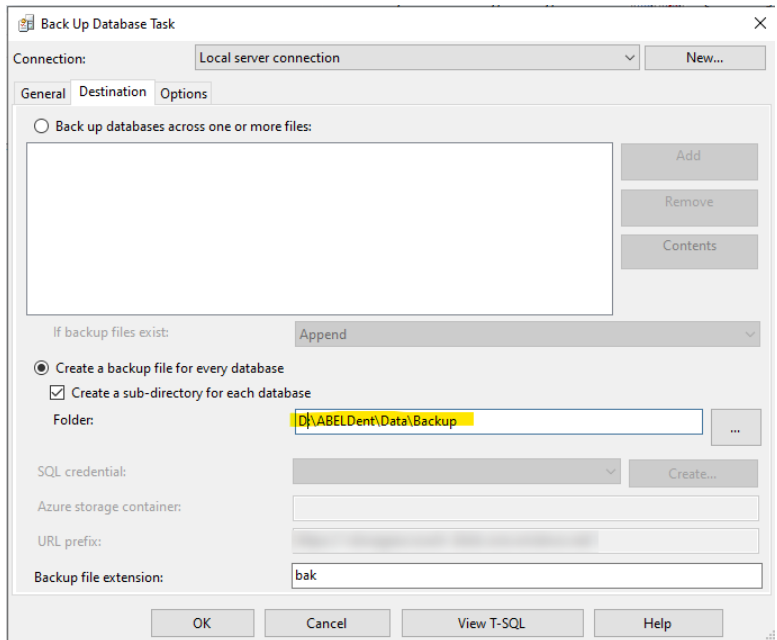 Back Up Database Task
Connection: Local server connection New...
General Destination Options
Back up databases across one or more files:
Add
Remove
Contents
If backup files exist: Append
Create a backup file for every database
Create a sub-directory for each database
Folder: D:\ABELDent\Data\Backup ...
SQL credential: Create...
Azure storage container:
URL prefix:
Backup file extension: bak
OK Cancel View T-SQL Help